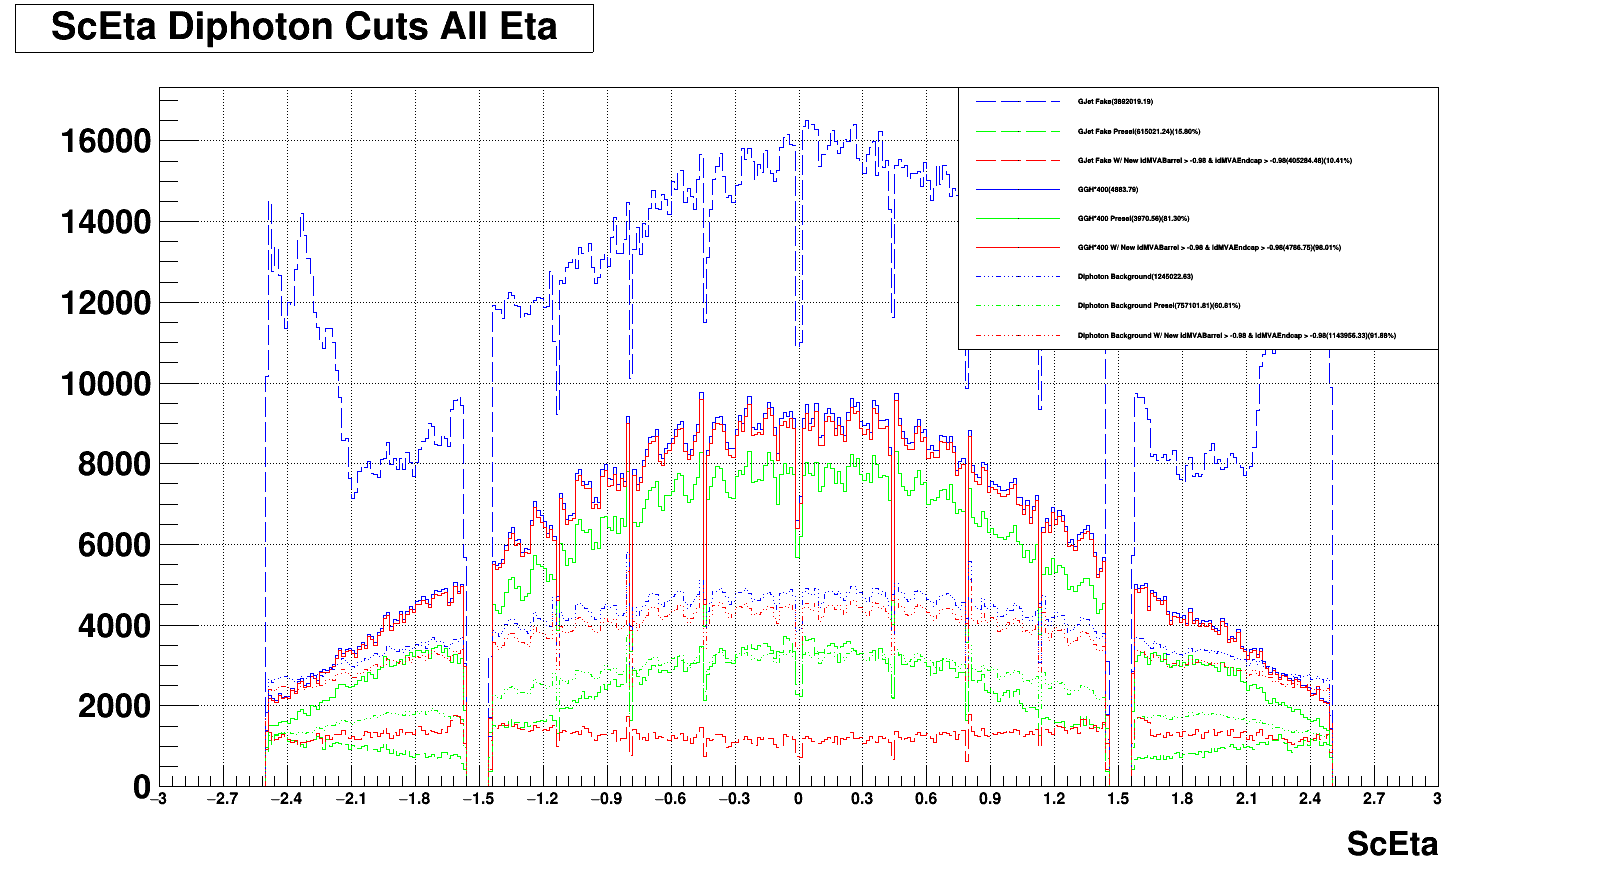 ScEta Diphoton Cuts All Eta
GJet Fake(3892019.19)
GJet Fake Presel(615021.24)(15.80%)
GJet Fake W/ New IdMVABarrel > -0.98 & IdMVAEndcap > -0.98(405284.48)(10.41%)
GGH*400(4883.79)
GGH*400 Presel(3970.56)(81.30%)
GGH*400 W/ New IdMVABarrel > -0.98 & IdMVAEndcap > -0.98(4786.75)(98.01%)
Diphoton Background(1245022.63)
Diphoton Background Presel(757101.81)(60.81%)
Diphoton Background W/ New IdMVABarrel > -0.98 & IdMVAEndcap > -0.98(1143956.33)(91.88%)
16000
14000
12000
10000
8000
6000
4000
2000
0
−3 −2.7 −2.4 −2.1 −1.8 −1.5 −1.2 −0.9 −0.6 −0.3 0 0.3 0.6 0.9 1.2 1.5 1.8 2.1 2.4 2.7 3
ScEta